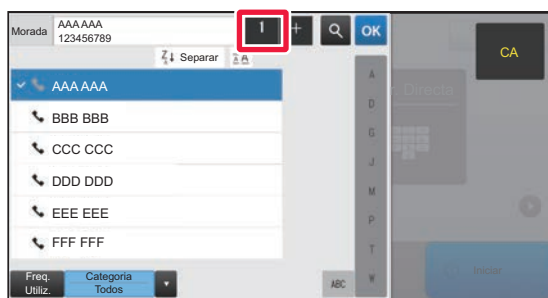 Morada
AAA AAA
123456789
1
+
OK
CA
Separar
AAA AAA
BBB BBB
CCC CCC
DDD DDD
EEE EEE
FFF FFF
A
D
G
J
M
P
T
W
Directa
Freq.
Utiliz.
Categoria
Todos
ABC
Iniciar